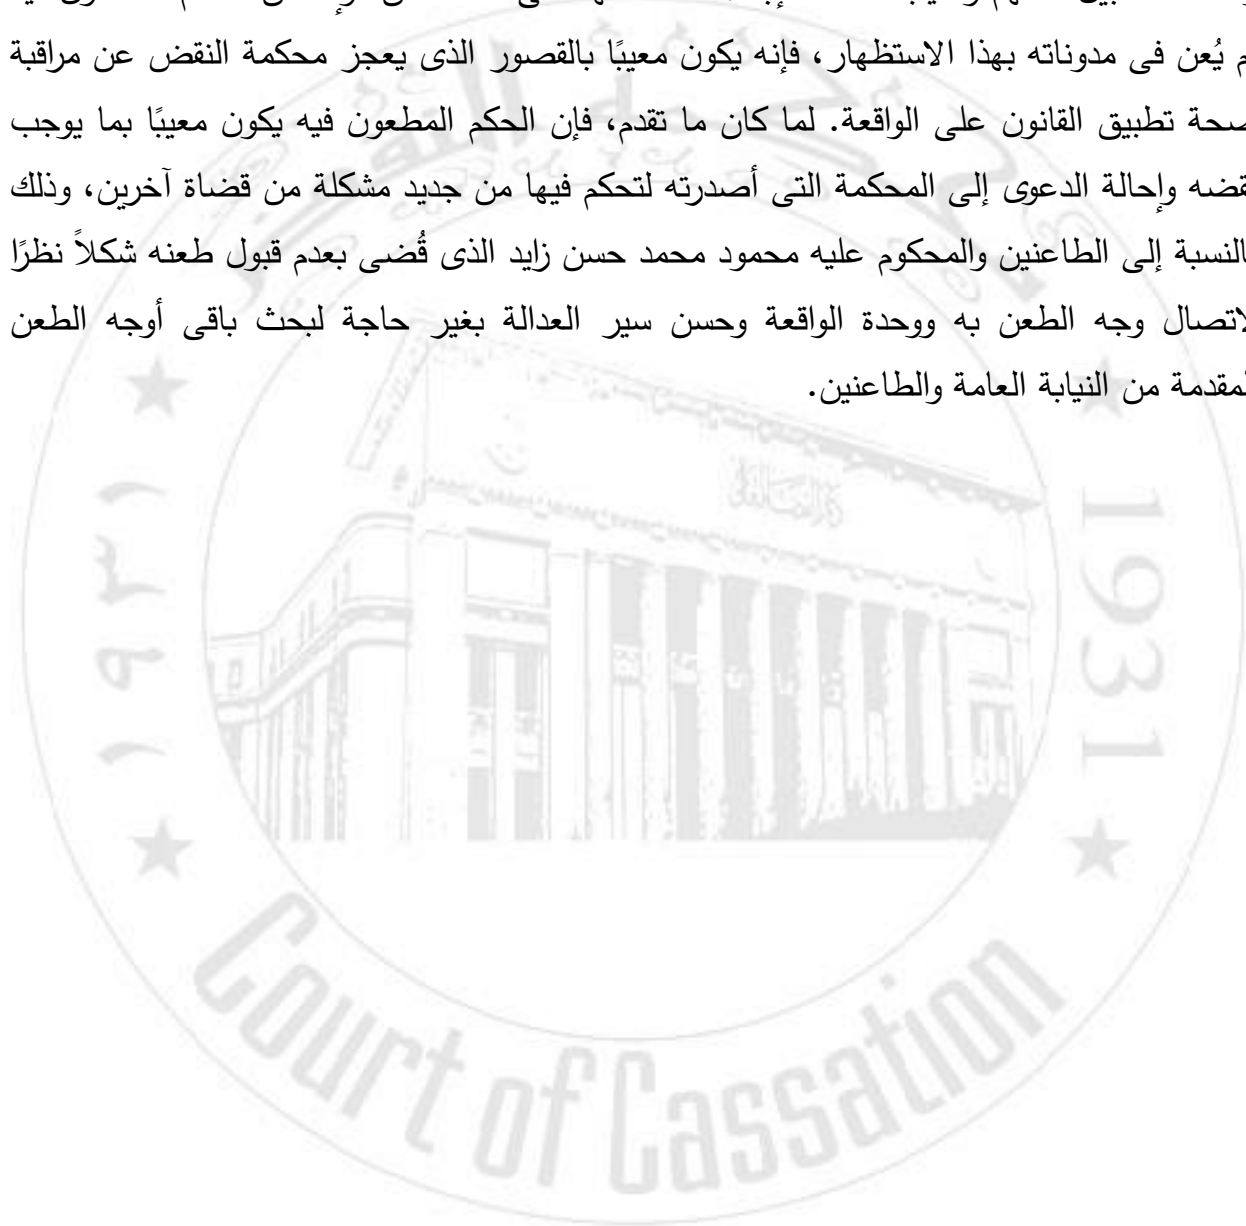 يُعن فى مدوناته بهذا الاستظهار، فإنه يكون معيبًا بالقصور الذى يعجز محكمة النقض عن مراقبة
صحة تطبيق القانون على الواقعة. لما كان ما تقدم، فإن الحكم المطعون فيه يكون معيبًا بما يوجب
قضه وإحالة الدعوى إلى المحكمة التى أصدرته لتحكم فيها من جديد مشكلة من قضاة آخرين، وذلك
بالنسبة إلى الطاعنين والمحكوم عليه محمود محمد حسن زايد الذى قُضى بعدم قبول طعنه شكلاً نظرًا
لاتصال وجه الطعن به ووحدة الواقعة وحسن سير العدالة بغير حاجة لبحث باقى أوجه الطعن
لمقدمة من النيابة العامة والطاعنين.
١٩٣١
1931
Court of Cassation